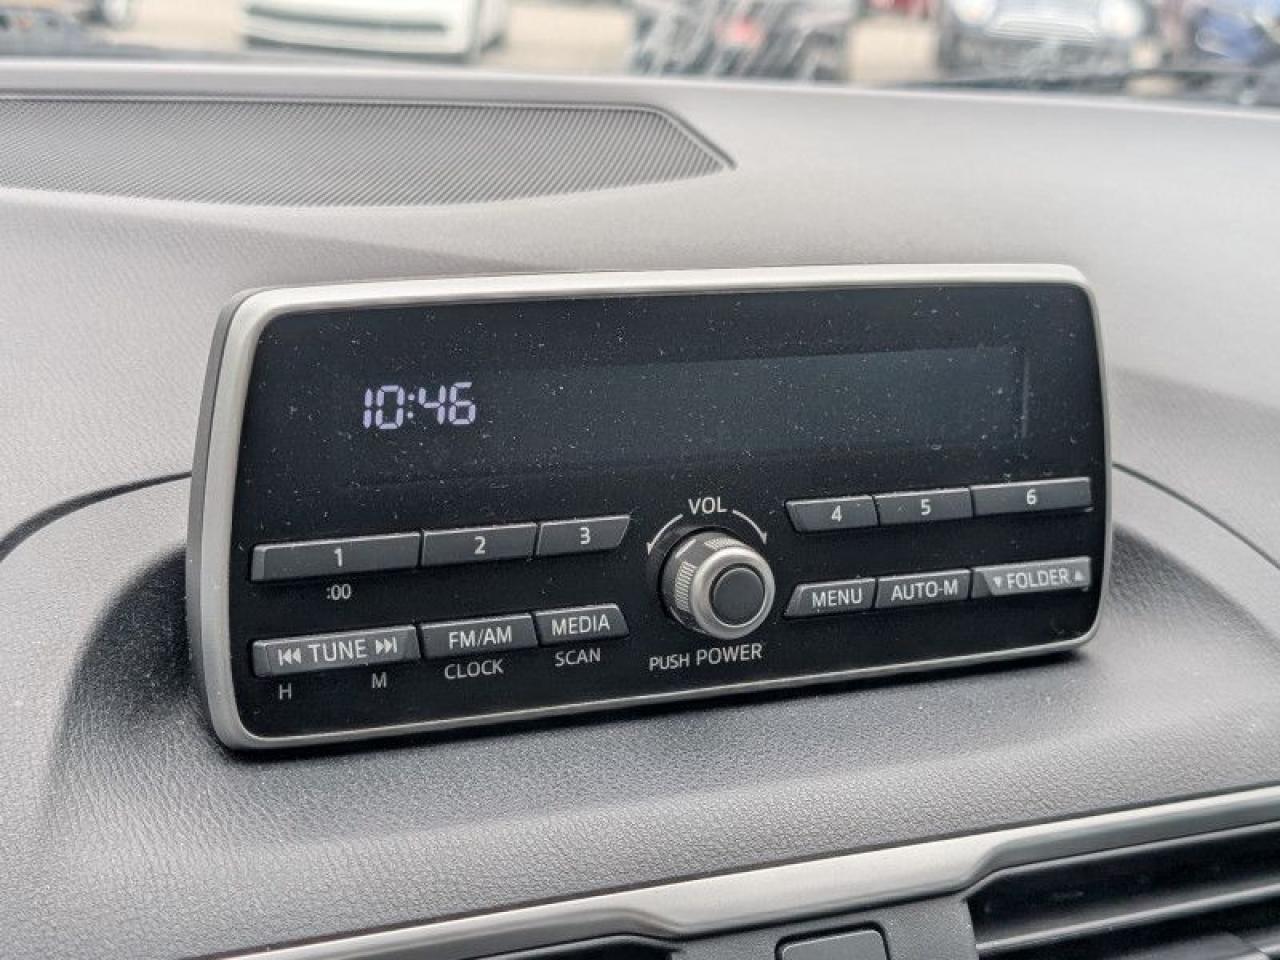 10:46
VOL
1 2 3 4 5 6
:00
⏮ TUNE ⏭ FM/AM MEDIA MENU AUTO-M ▼FOLDER▲
H M CLOCK SCAN PUSH POWER